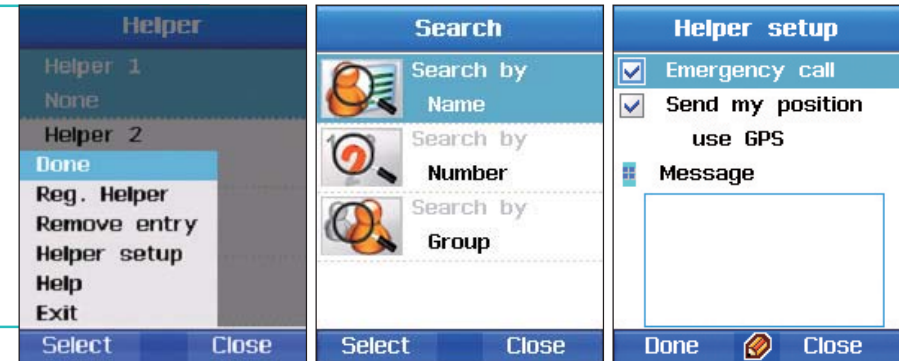 Helper
Helper 1
None
Helper 2
Done
Reg. Helper
Remove entry
Helper setup
Help
Exit
Select Close
Search
Search by
Name
Search by
Number
Search by
Group
Select Close
Helper setup
Emergency call
Send my position
use GPS
Message
Done Close